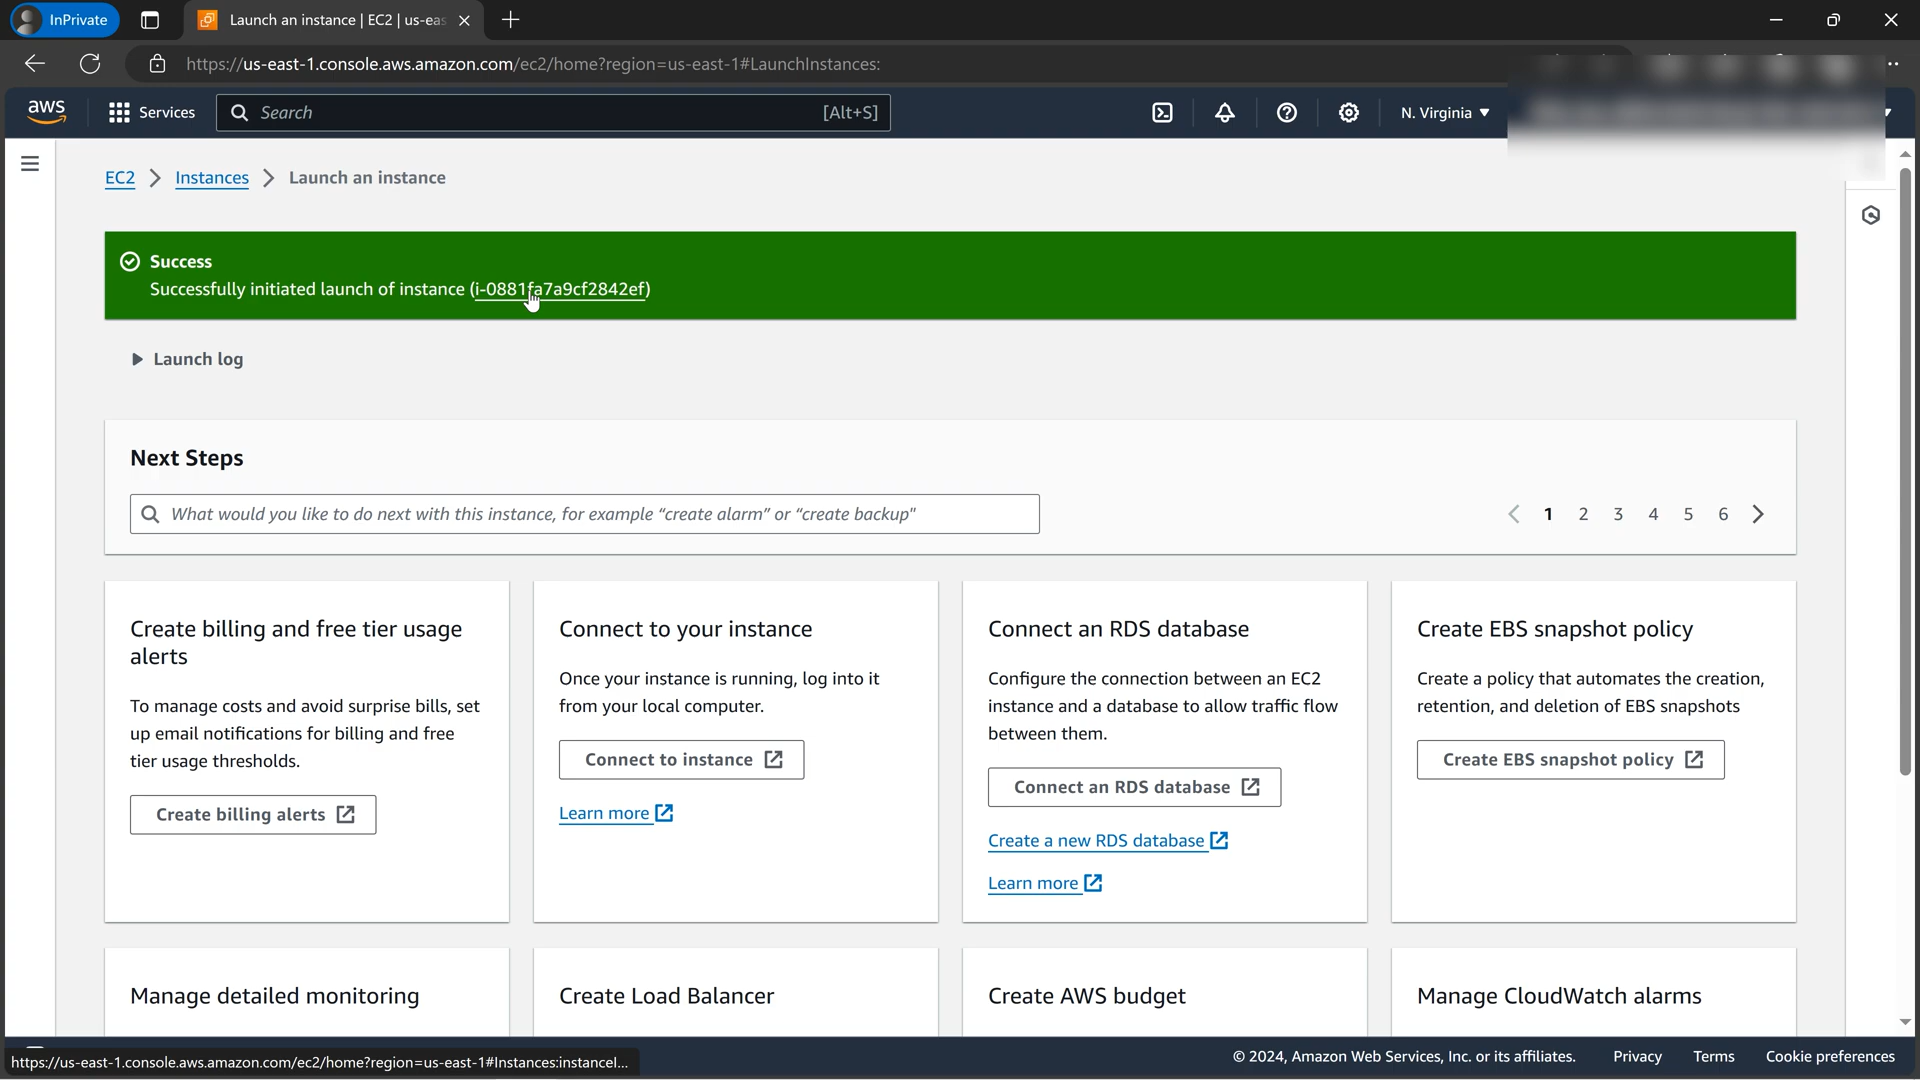 InPrivate
Launch an instance | EC2 | us-eas
https://us-east-1.console.aws.amazon.com/ec2/home?region=us-east-1#LaunchInstances:
aws
Services
Search
[Alt+S]
N. Virginia
EC2 > Instances > Launch an instance
Success
Successfully initiated launch of instance (i-0881fa7a9cf2842ef)
Launch log
Next Steps
What would you like to do next with this instance, for example “create alarm” or “create backup"
1 2 3 4 5 6
Create billing and free tier usage
alerts
To manage costs and avoid surprise bills, set
up email notifications for billing and free
tier usage thresholds.
Create billing alerts
Connect to your instance
Once your instance is running, log into it
from your local computer.
Connect to instance
Learn more
Connect an RDS database
Configure the connection between an EC2
instance and a database to allow traffic flow
between them.
Connect an RDS database
Create a new RDS database
Learn more
Create EBS snapshot policy
Create a policy that automates the creation,
retention, and deletion of EBS snapshots
Create EBS snapshot policy
Manage detailed monitoring
Create Load Balancer
Create AWS budget
Manage CloudWatch alarms
https://us-east-1.console.aws.amazon.com/ec2/home?region=us-east-1#Instances:instanceI...
© 2024, Amazon Web Services, Inc. or its affiliates.
Privacy
Terms
Cookie preferences